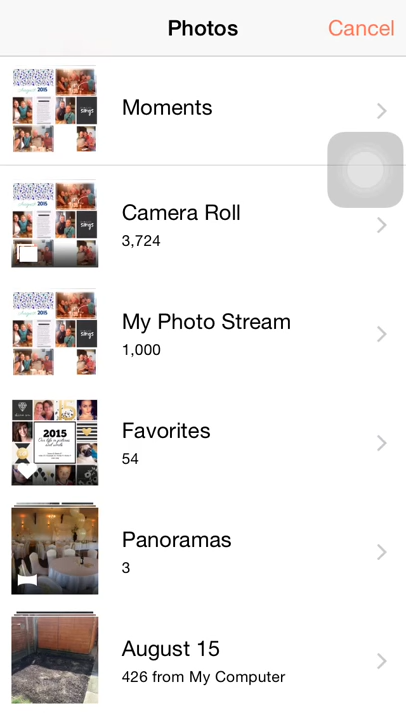 Photos
Cancel
Moments
Camera Roll
3,724
My Photo Stream
1,000
Favorites
54
2015
Panoramas
3
August 15
426 from My Computer